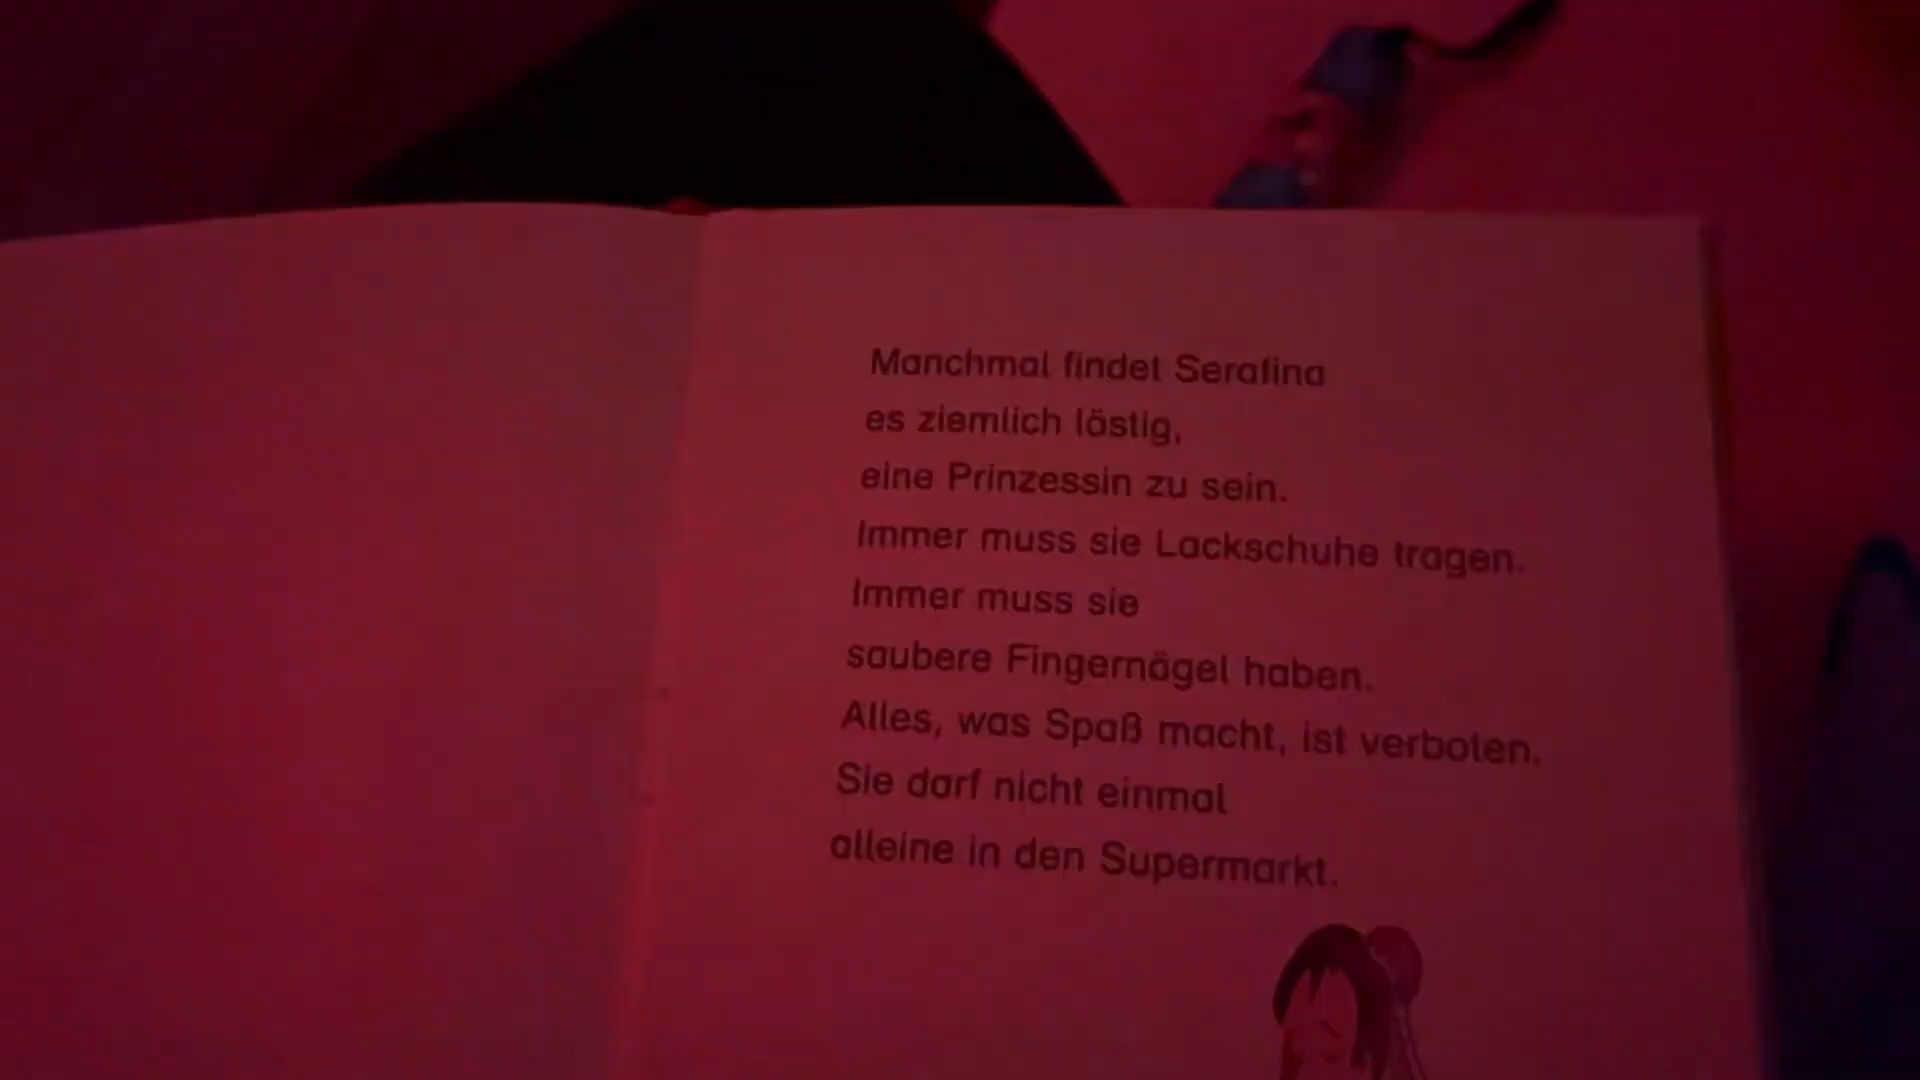 Manchmal findet Serafina
es ziemlich lästig,
eine Prinzessin zu sein.
Immer muss sie Lackschuhe tragen.
Immer muss sie
saubere Fingernägel haben.
Alles, was Spaß macht, ist verboten.
Sie darf nicht einmal
alleine in den Supermarkt.